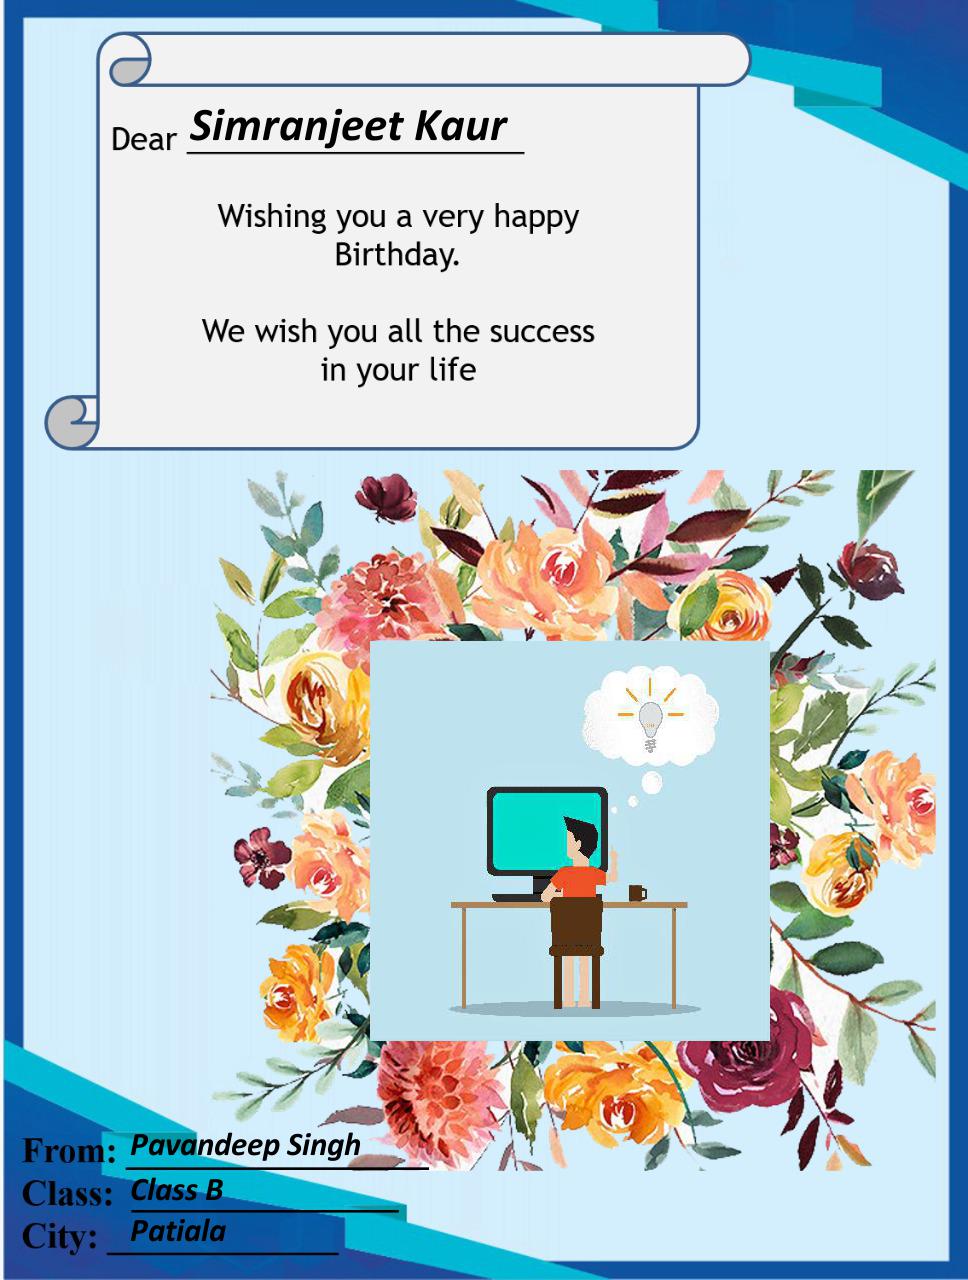 Dear Simranjeet Kaur
Wishing you a very happy
Birthday.
We wish you all the success
in your life
From: Pavandeep Singh
Class: Class B
City: Patiala